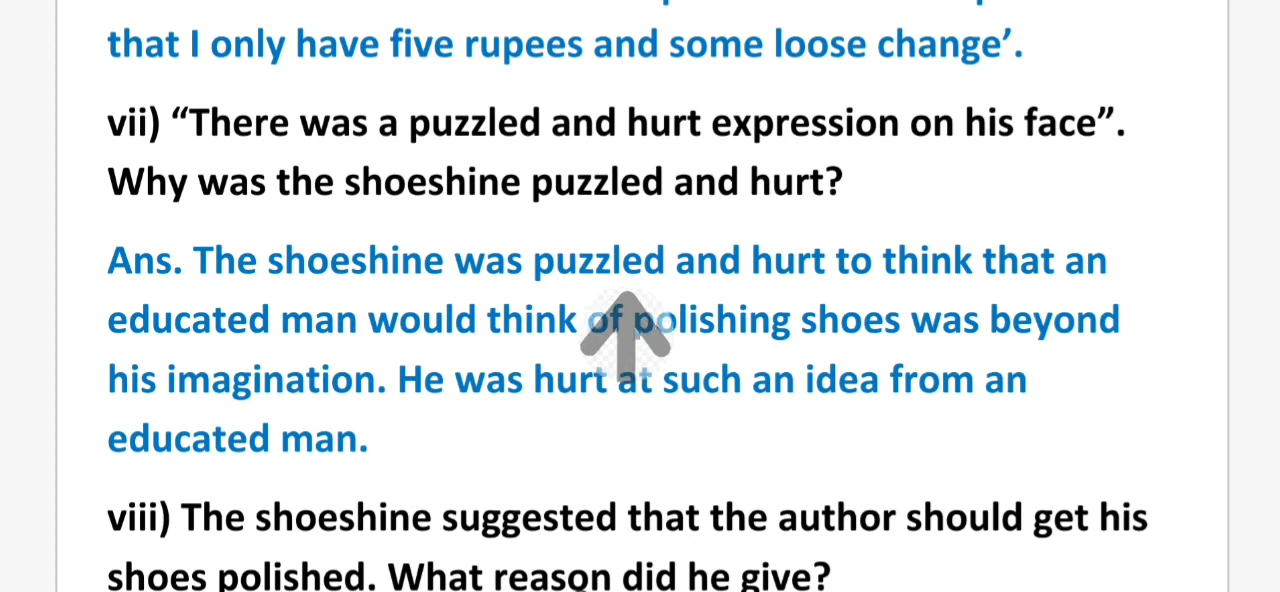 that I only have five rupees and some loose change’.
vii) “There was a puzzled and hurt expression on his face”.
Why was the shoeshine puzzled and hurt?
Ans. The shoeshine was puzzled and hurt to think that an
educated man would think of polishing shoes was beyond
his imagination. He was hurt at such an idea from an
educated man.
viii) The shoeshine suggested that the author should get his
shoes polished. What reason did he give?